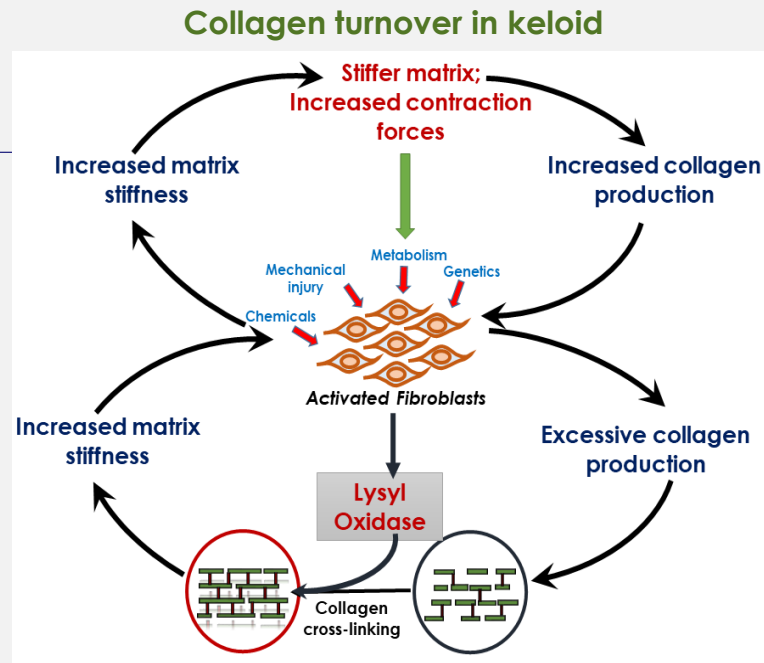 Collagen turnover in keloid
Stiffer matrix;
Increased contraction
forces
Increased matrix
stiffness
Increased collagen
production
Metabolism
Mechanical
injury
Genetics
Chemicals
Activated Fibroblasts
Increased matrix
stiffness
Excessive collagen
production
Lysyl
Oxidase
Collagen
cross-linking